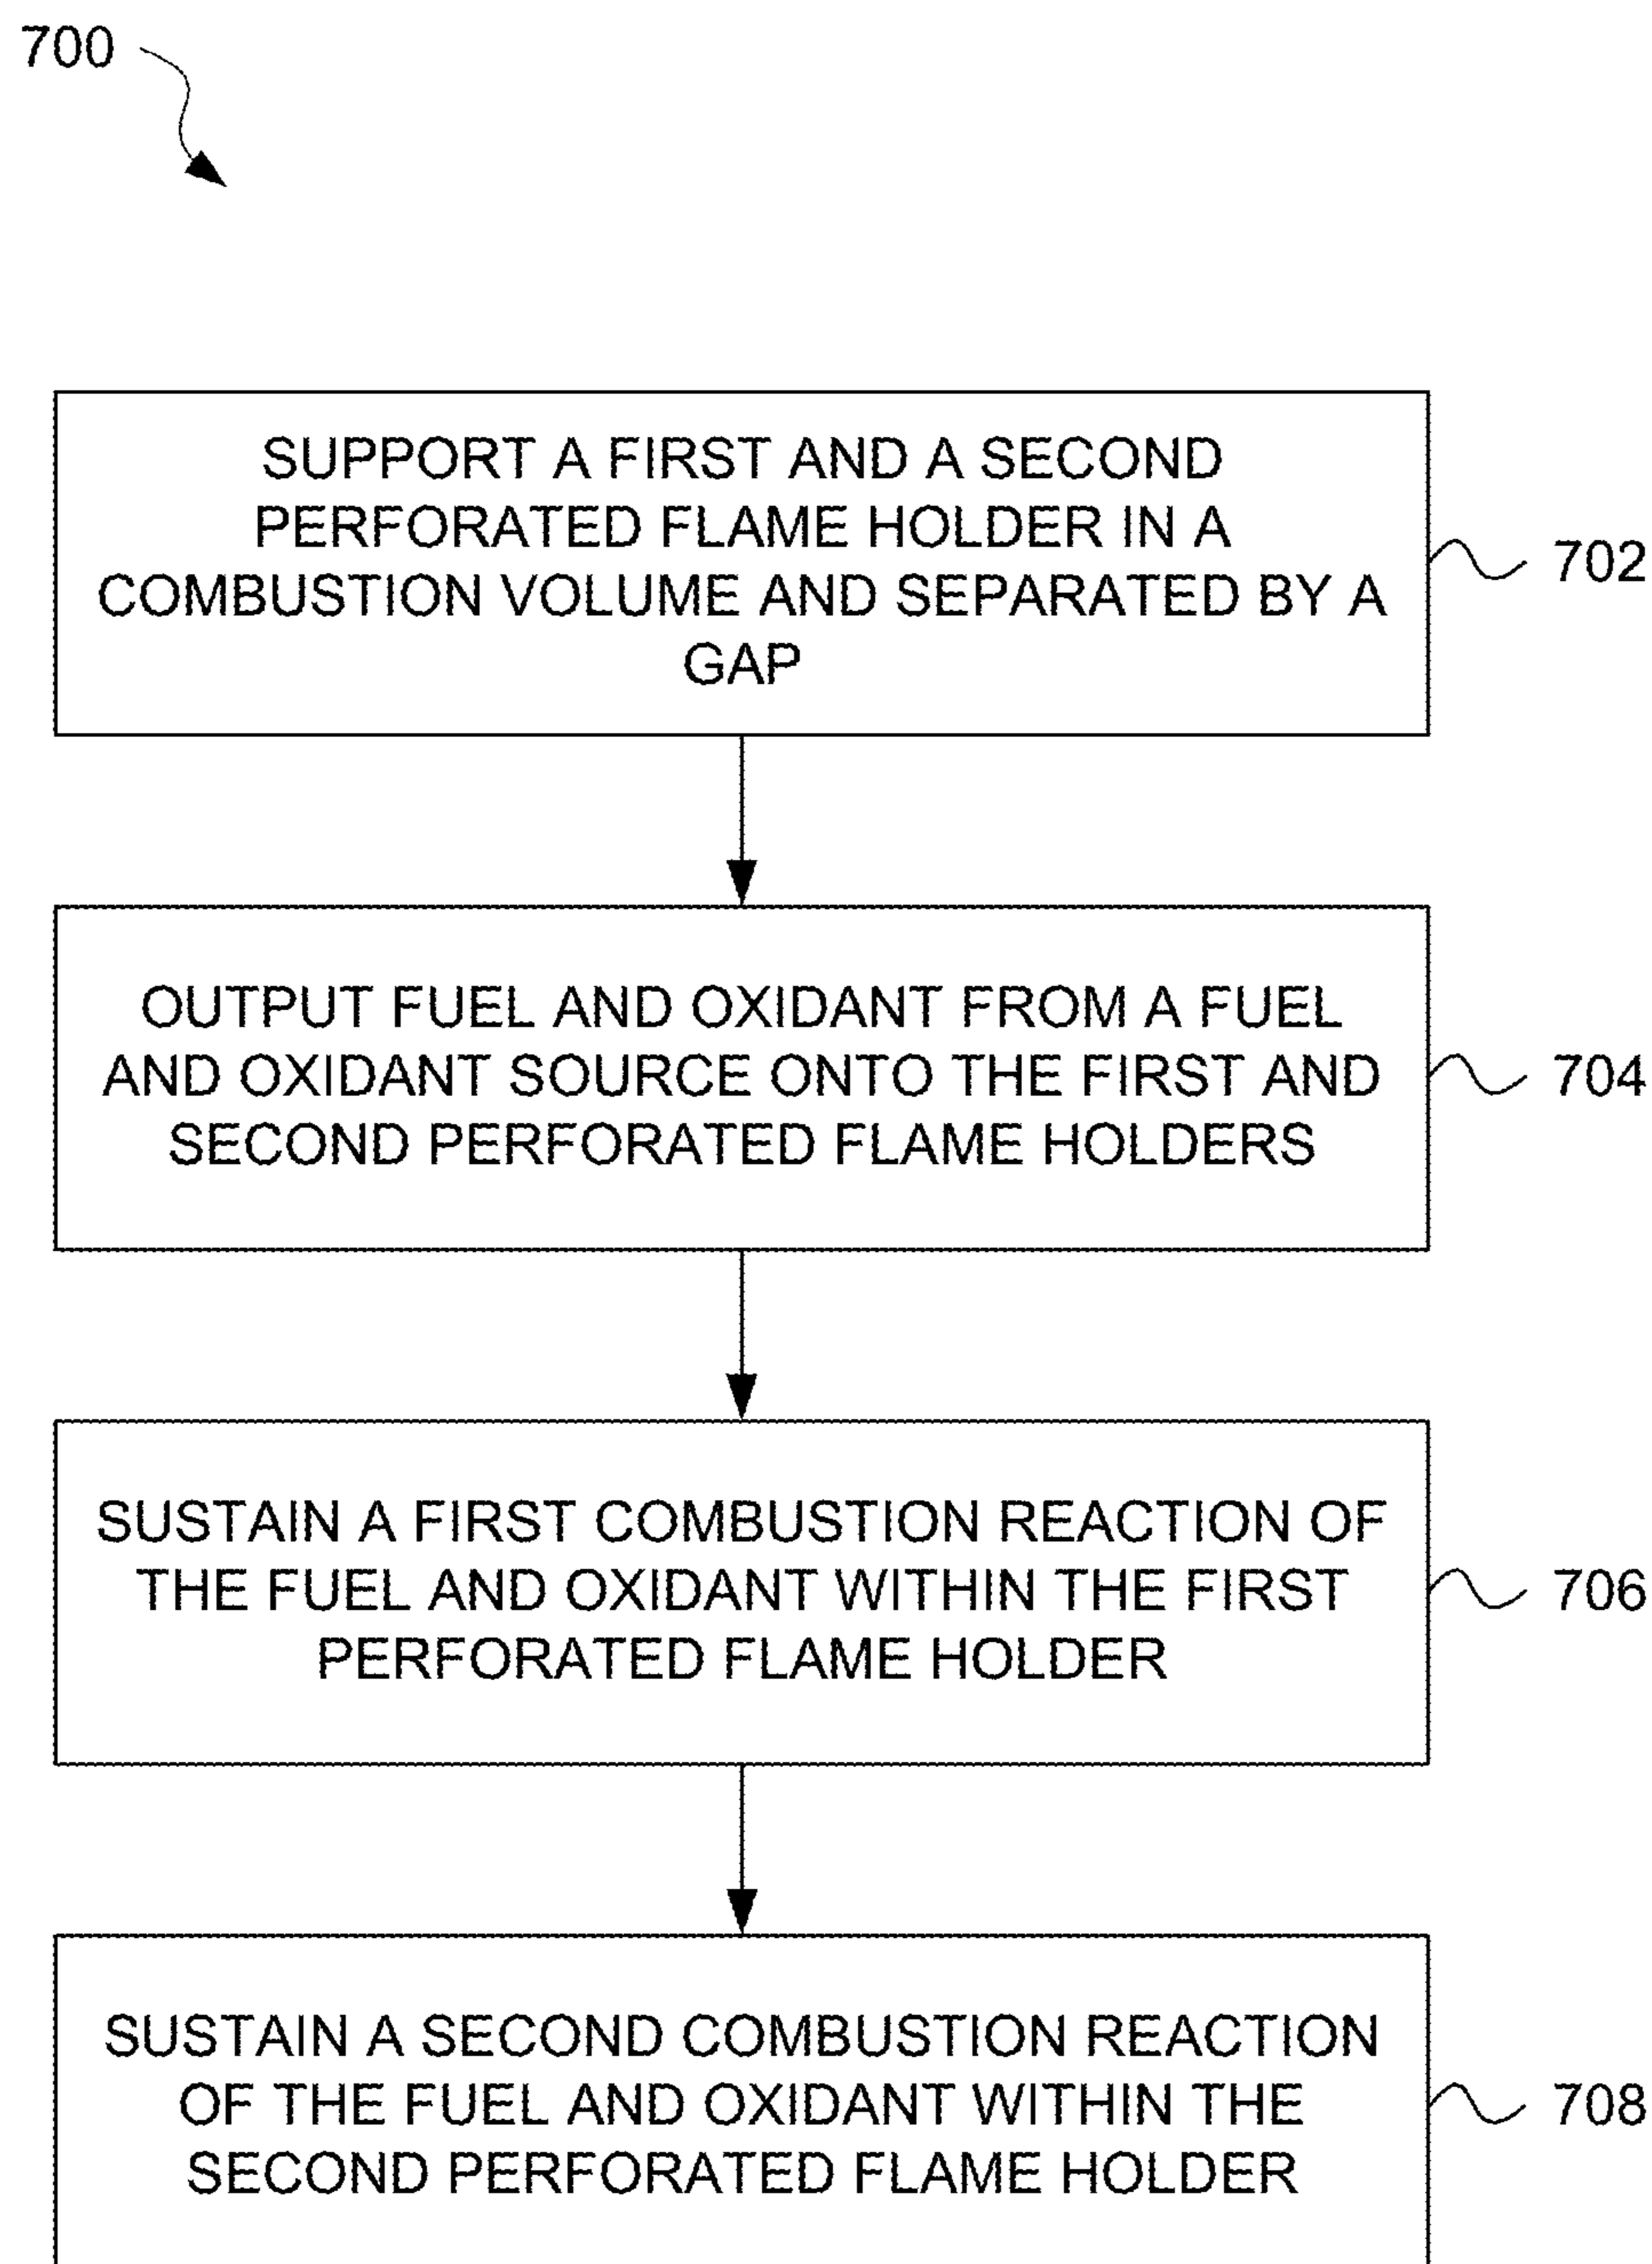 700
SUPPORT A FIRST AND A SECOND
PERFORATED FLAME HOLDER IN A
COMBUSTION VOLUME AND SEPARATED BY A
GAP
702
OUTPUT FUEL AND OXIDANT FROM A FUEL
AND OXIDANT SOURCE ONTO THE FIRST AND
SECOND PERFORATED FLAME HOLDERS
704
SUSTAIN A FIRST COMBUSTION REACTION OF
THE FUEL AND OXIDANT WITHIN THE FIRST
PERFORATED FLAME HOLDER
706
SUSTAIN A SECOND COMBUSTION REACTION
OF THE FUEL AND OXIDANT WITHIN THE
SECOND PERFORATED FLAME HOLDER
708